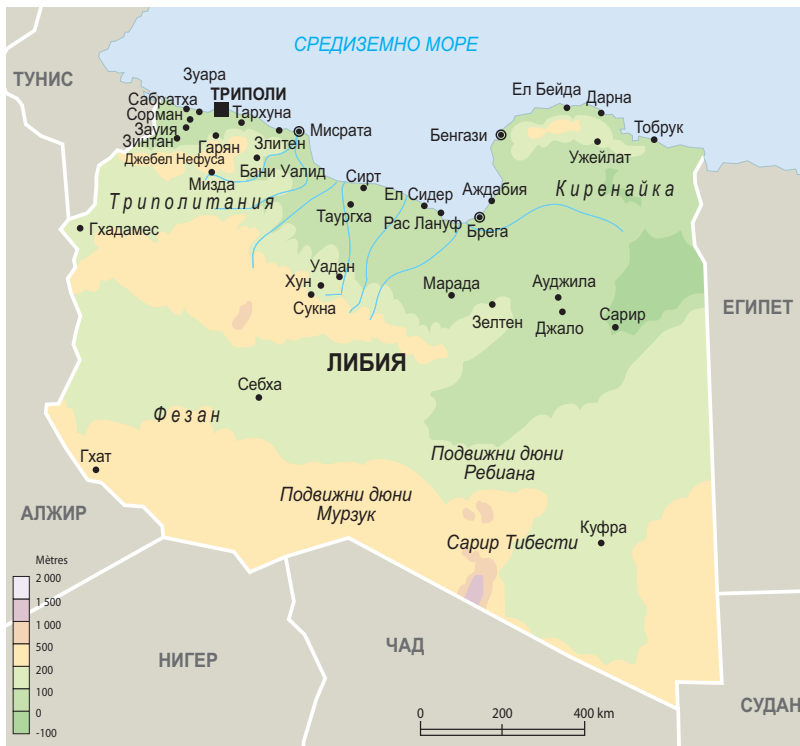 СРЕДИЗЕМНО МОРЕ
ТУНИС
Зуара
Сабратха
ТРИПОЛИ
Сорман
Зауия
Зинтан
Тархуна
Гарян
Злитен
Мисрата
Джебел Нефуса
Бани Уалид
Мизда
Триполитания
Гхадамес
Сирт
Таургха
Ел Сидер
Рас Лануф
Аждабия
Брега
Бенгази
Ел Бейда
Дарна
Тобрук
Ужейлат
Киренайка
Уадан
Хун
Сукна
Марада
Зелтен
Ауджила
Джало
Сарир
ЕГИПЕТ
ЛИБИЯ
Себха
Фезан
Гхат
Подвижни дюни
Ребиана
Подвижни дюни
Мурзук
Сарир Тибести
Куфра
АЛЖИР
НИГЕР
ЧАД
СУДАН
Mètres
2 000
1 500
1 000
500
200
100
0
-100
0 200 400 km